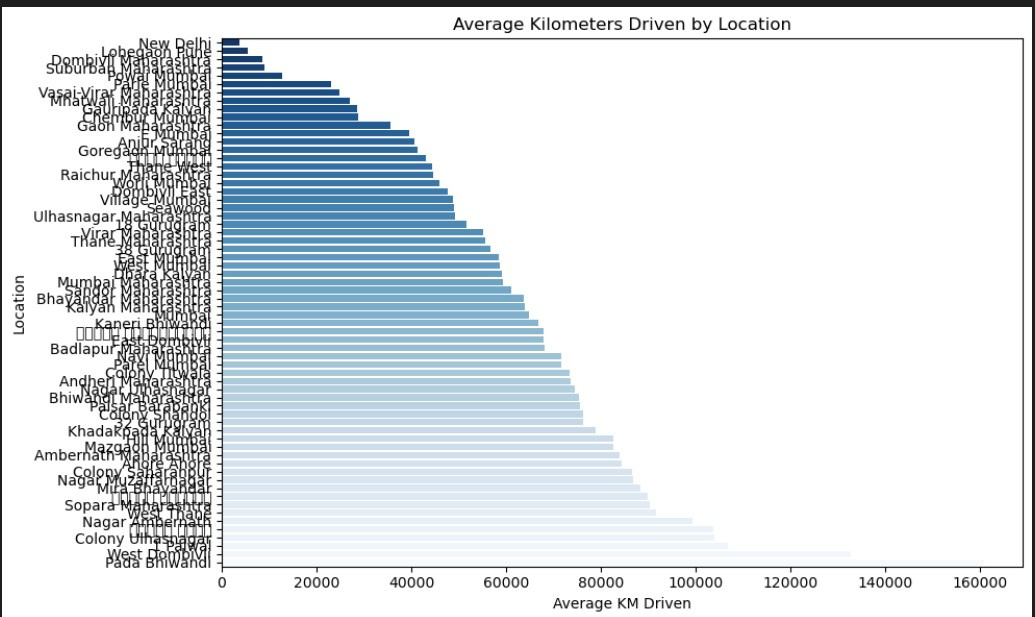 Average Kilometers Driven by Location
New Delhi
Lohegaon Pune
Dombivli Maharashtra
Suburban Maharashtra
Powai Mumbai
Parle Mumbai
Vasai-Virar Maharashtra
Mhatwali Maharashtra
Gauripada Kalyan
Chembur Mumbai
Gaon Maharashtra
E Mumbai
Anjur Sarang
Goregaon Mumbai
Thane West
Raichur Maharashtra
Worli Mumbai
Dombivli East
Village Mumbai
Seawood
Ulhasnagar Maharashtra
18 Gurugram
Virar Maharashtra
Thane Maharashtra
38 Gurugram
East Mumbai
West Mumbai
Dhara Kalyan
Mumbai Maharashtra
Sandor Maharashtra
Bhayandar Maharashtra
Kalyan Maharashtra
Mumbai
Kaneri Bhiwandi
East Dombivli
Badlapur Maharashtra
Navi Mumbai
Parel Mumbai
Colony Titwala
Andheri Maharashtra
Nagar Ulhasnagar
Bhiwandi Maharashtra
Palsar Barabanki
Colony Shahdol
32 Gurugram
Khadakpada Kalyan
Hill Mumbai
Mazgaon Mumbai
Ambernath Maharashtra
Ahore Ahore
Colony Saharanpur
Nagar Muzaffarnagar
Mira Bhayandar
Sopara Maharashtra
West Thane
Nagar Ambernath
Colony Ulhasnagar
Palwal
West Dombivli
Pada Bhiwandi
Location
0 20000 40000 60000 80000 100000 120000 140000 160000
Average KM Driven